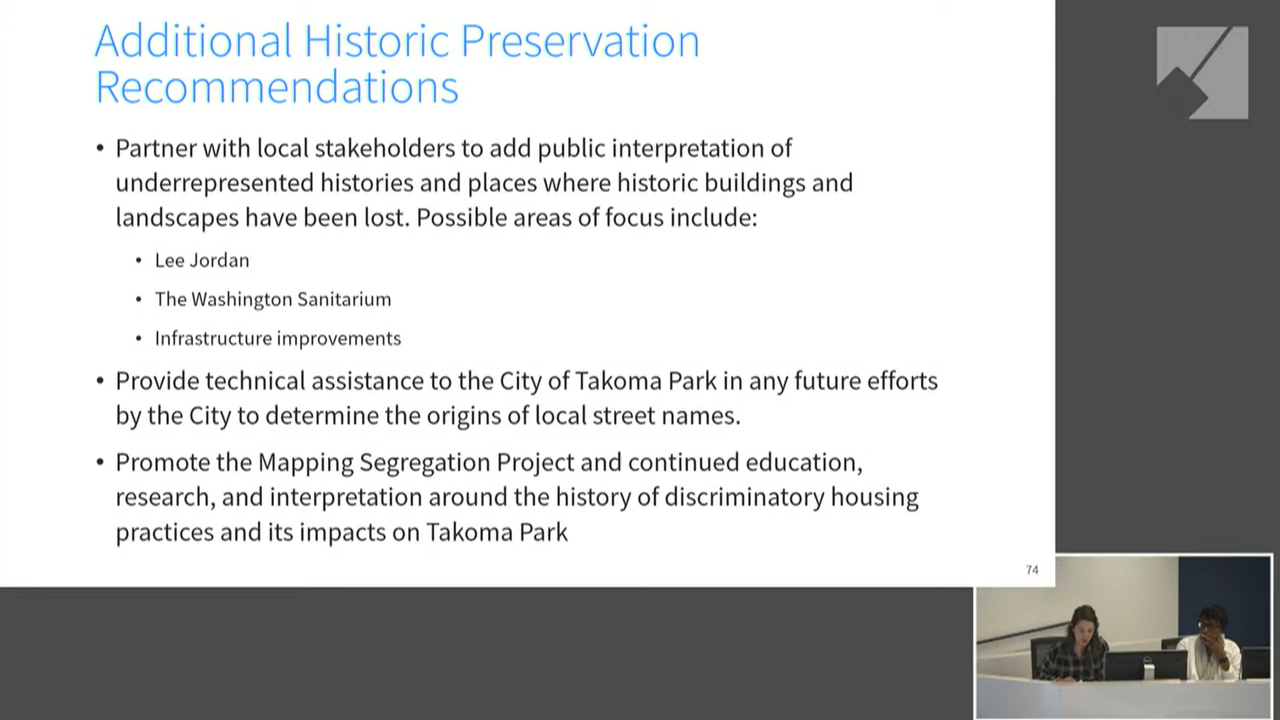 Additional Historic Preservation
Recommendations
• Partner with local stakeholders to add public interpretation of
underrepresented histories and places where historic buildings and
landscapes have been lost. Possible areas of focus include:
• Lee Jordan
• The Washington Sanitarium
• Infrastructure improvements
• Provide technical assistance to the City of Takoma Park in any future efforts
by the City to determine the origins of local street names.
• Promote the Mapping Segregation Project and continued education,
research, and interpretation around the history of discriminatory housing
practices and its impacts on Takoma Park
74